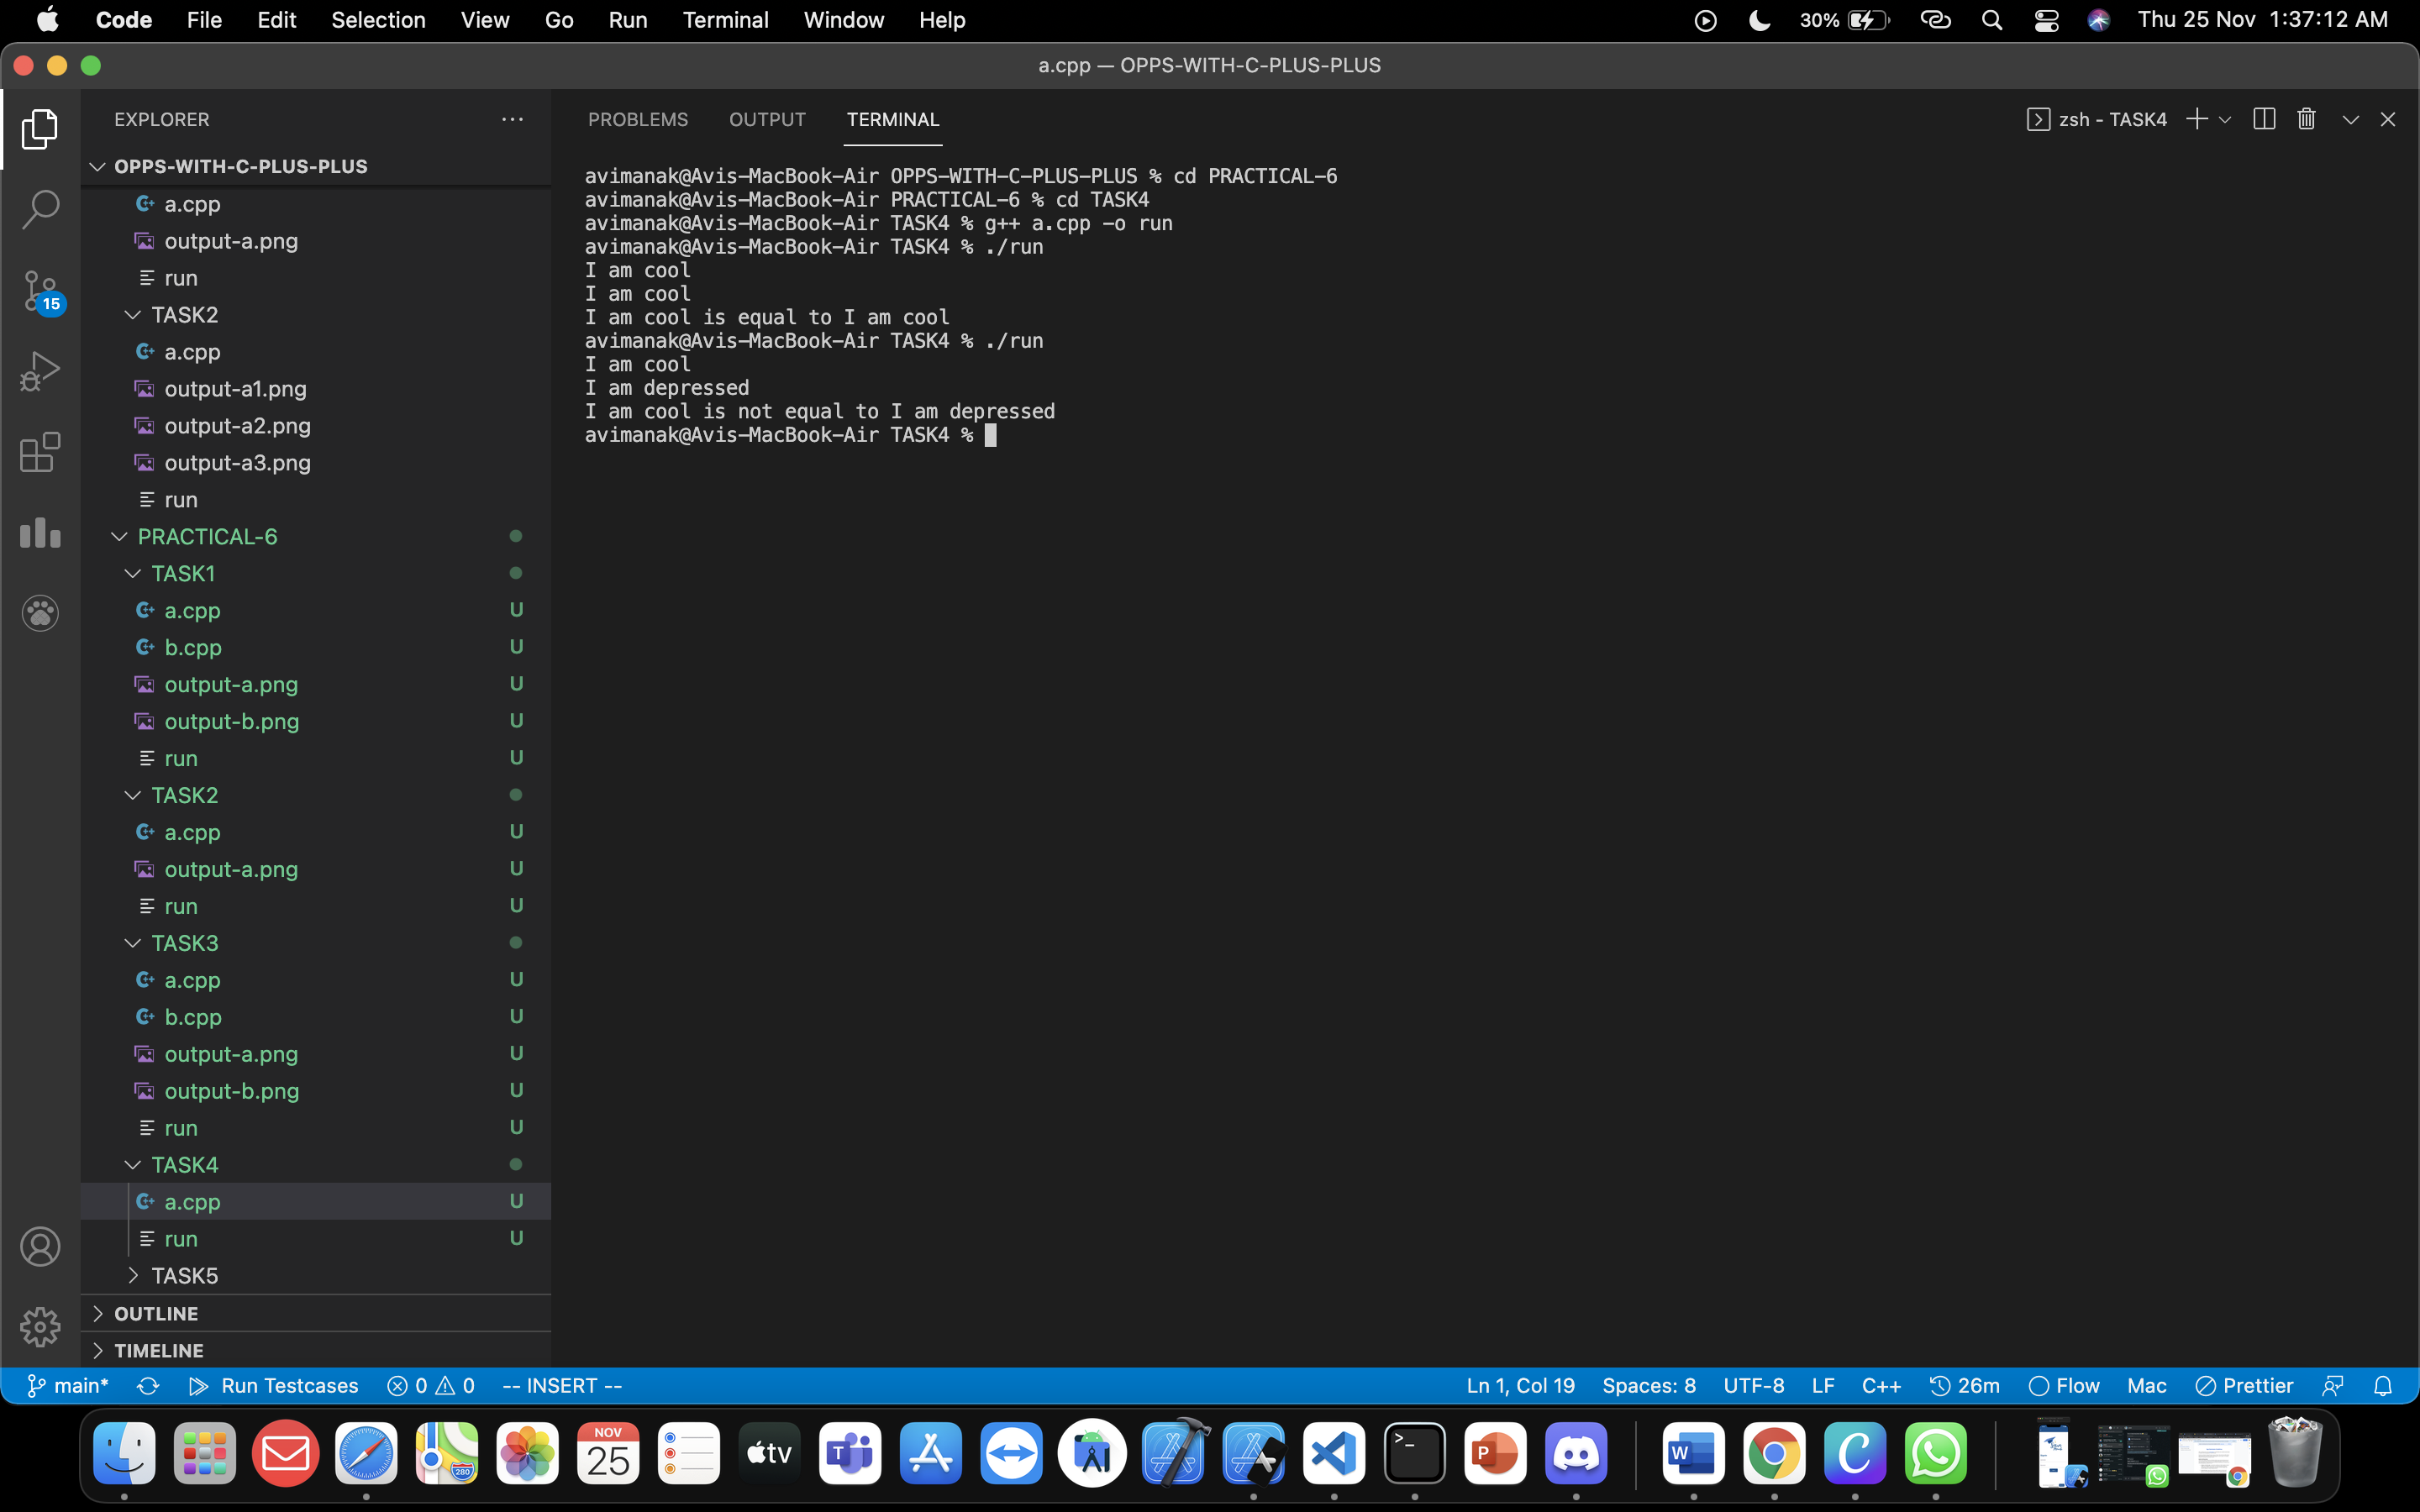 Code File Edit Selection View Go Run Terminal Window Help 30% Thu 25 Nov 1:37:12 AM
a.cpp — OPPS-WITH-C-PLUS-PLUS
EXPLORER
OPPS-WITH-C-PLUS-PLUS
a.cpp
output-a.png
run
TASK2
a.cpp
output-a1.png
output-a2.png
output-a3.png
run
PRACTICAL-6
TASK1
a.cpp U
b.cpp U
output-a.png U
output-b.png U
run U
TASK2
a.cpp U
output-a.png U
run U
TASK3
a.cpp U
b.cpp U
output-a.png U
output-b.png U
run U
TASK4
a.cpp U
run U
TASK5
OUTLINE
TIMELINE
15
PROBLEMS OUTPUT TERMINAL zsh - TASK4
avimanak@Avis-MacBook-Air OPPS-WITH-C-PLUS-PLUS % cd PRACTICAL-6
avimanak@Avis-MacBook-Air PRACTICAL-6 % cd TASK4
avimanak@Avis-MacBook-Air TASK4 % g++ a.cpp -o run
avimanak@Avis-MacBook-Air TASK4 % ./run
I am cool
I am cool
I am cool is equal to I am cool
avimanak@Avis-MacBook-Air TASK4 % ./run
I am cool
I am depressed
I am cool is not equal to I am depressed
avimanak@Avis-MacBook-Air TASK4 %
main* Run Testcases 0 0 -- INSERT -- Ln 1, Col 19 Spaces: 8 UTF-8 LF C++ 26m Flow Mac Prettier
280 NOV 25 tv T >_ P W C